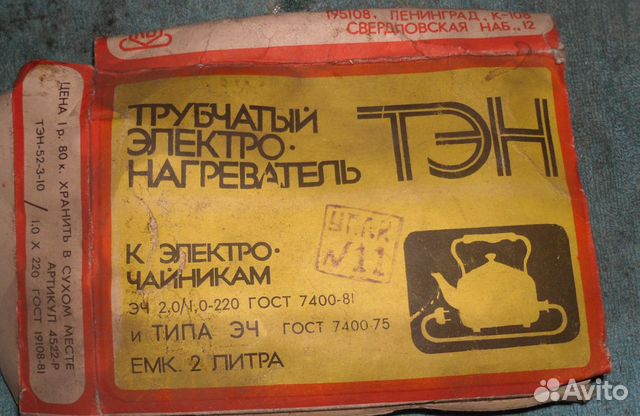 195108, ЛЕНИНГРАД, К-108
СВЕРДЛОВСКАЯ НАБ., 12
ТРУБЧАТЫЙ
ЭЛЕКТРО-
НАГРЕВАТЕЛЬ
ТЭН
К ЭЛЕКТРО-
ЧАЙНИКАМ
ЭЧ 2,0/1,0-220 ГОСТ 7400-81
И ТИПА ЭЧ ГОСТ 7400-75
ЕМК. 2 ЛИТРА
№11
ЦЕНА 1 р. 80 к. ХРАНИТЬ В СУХОМ МЕСТЕ
АРТИКУЛ 4522-Р
ТЭН-52-3-10 / 1,0 Х 220 ГОСТ 19108-81
Avito